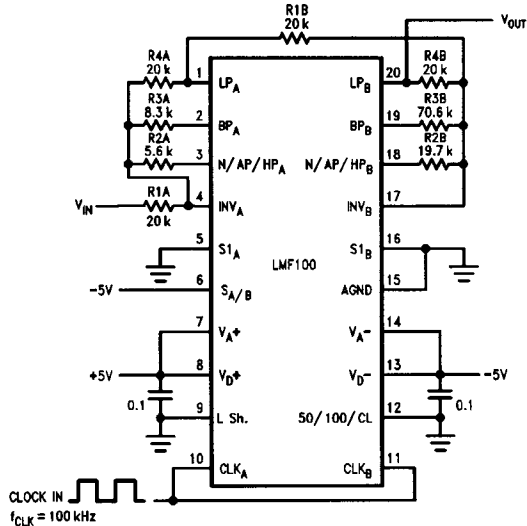 R1B
20 k
V_OUT
R4A
20 k
1
LP_A
LP_B
20
R4B
20 k
R3A
8.3 k
2
BP_A
BP_B
19
R3B
70.6 k
R2A
5.6 k
3
N/AP/HP_A
N/AP/HP_B
18
R2B
19.7 k
V_IN
R1A
20 k
4
INV_A
INV_B
17
5
S1_A
S1_B
16
LMF100
-5V
6
S_A/B
AGND
15
7
V_A+
V_A-
14
+5V
8
V_D+
V_D-
13
-5V
0.1
9
L Sh.
50/100/CL
12
0.1
10
CLK_A
CLK_B
11
CLOCK IN
f_CLK = 100 kHz